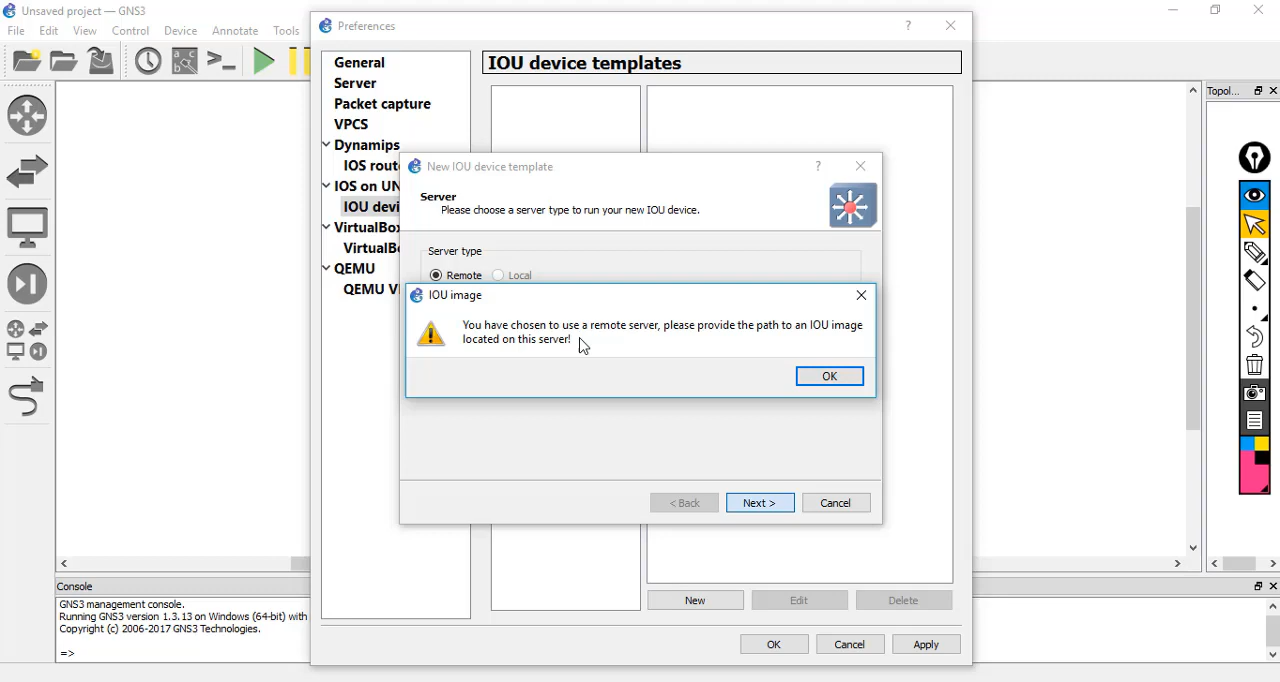 Unsaved project — GNS3
File Edit View Control Device Annotate Tools
Preferences
?
General
Server
Packet capture
VPCS
Dynamips
IOS route
IOS on UN
IOU devi
VirtualBox
VirtualBo
QEMU
QEMU V
IOU device templates
New IOU device template
?
Server
Please choose a server type to run your new IOU device.
Server type
Remote Local
IOU image
You have chosen to use a remote server, please provide the path to an IOU image
located on this server!
OK
< Back Next > Cancel
New Edit Delete
OK Cancel Apply
Topol...
Console
GNS3 management console.
Running GNS3 version 1.3.13 on Windows (64-bit) with
Copyright (c) 2006-2017 GNS3 Technologies.
=>